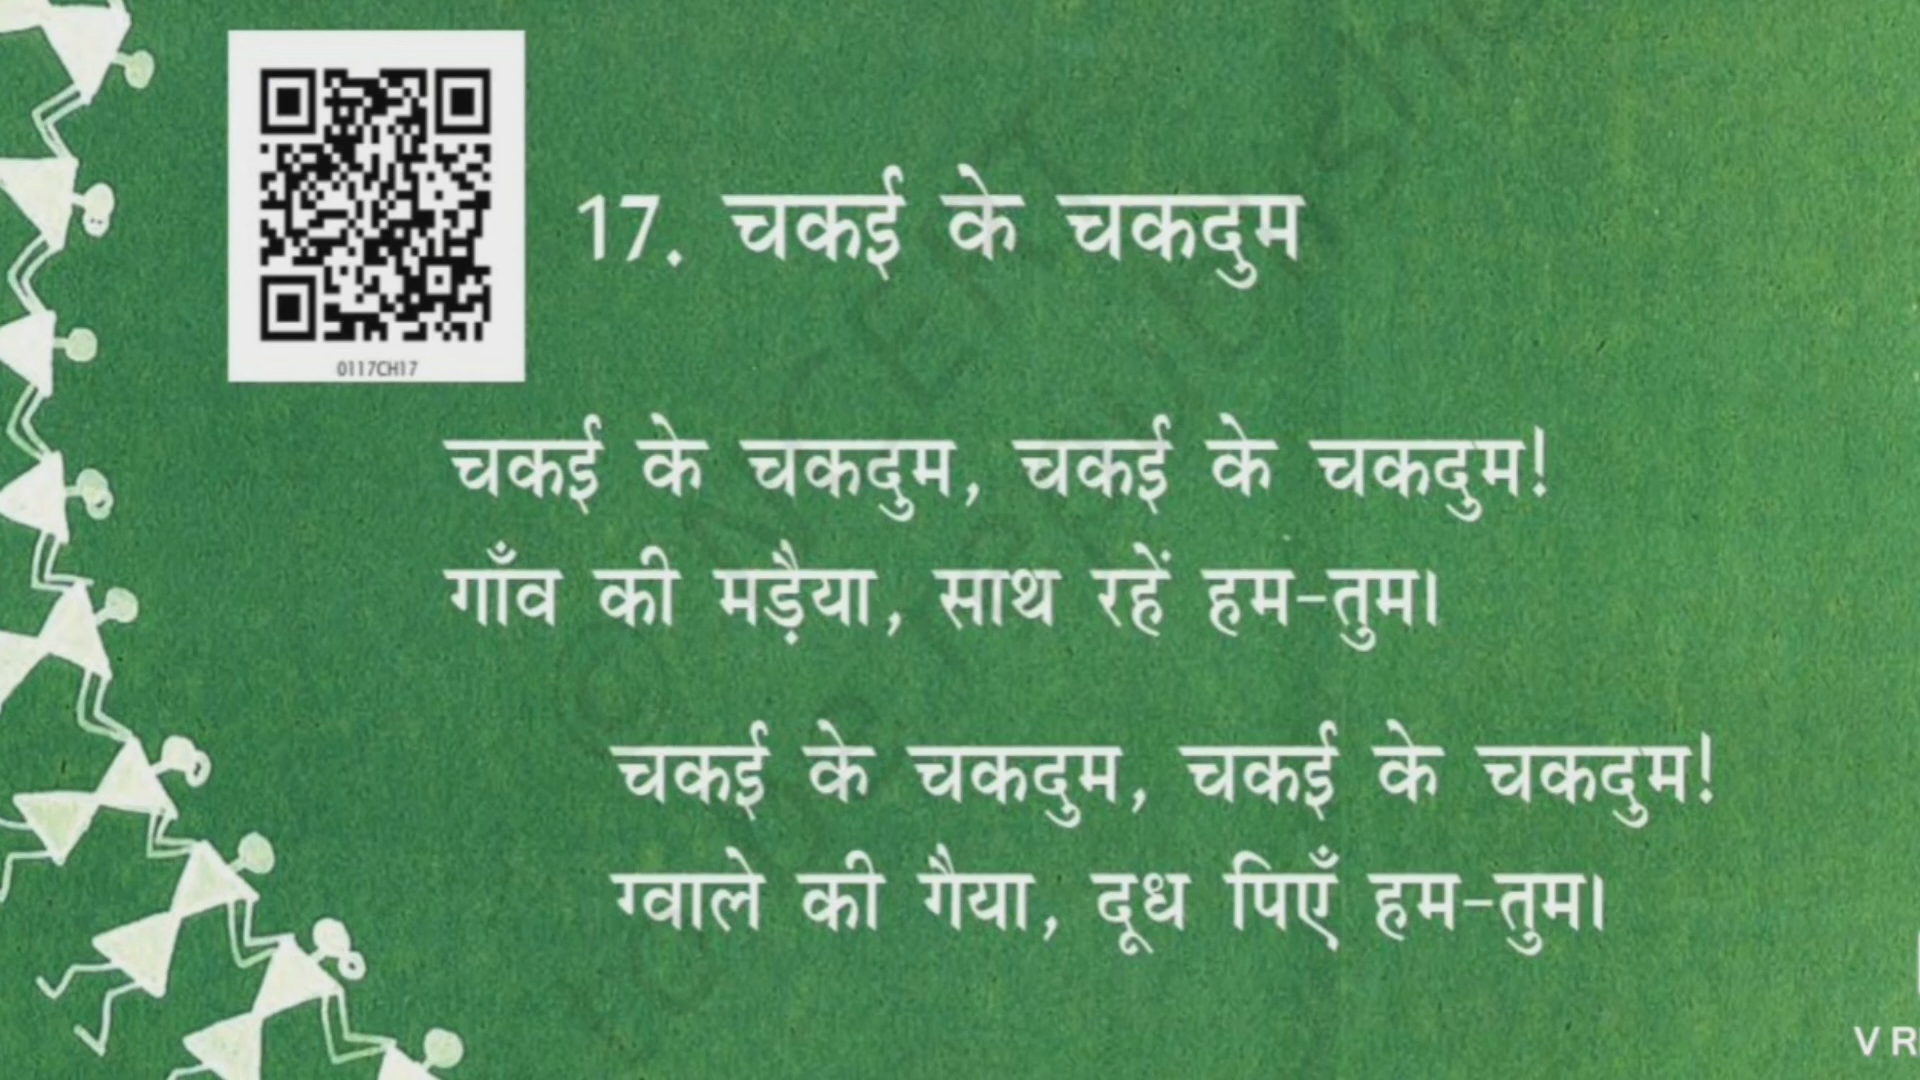 0117CH17
17. चकई के चकदुम
चकई के चकदुम, चकई के चकदुम!
गाँव की मड़ैया, साथ रहें हम-तुम।
चकई के चकदुम, चकई के चकदुम!
ग्वाले की गैया, दूध पिएँ हम-तुम।
VR